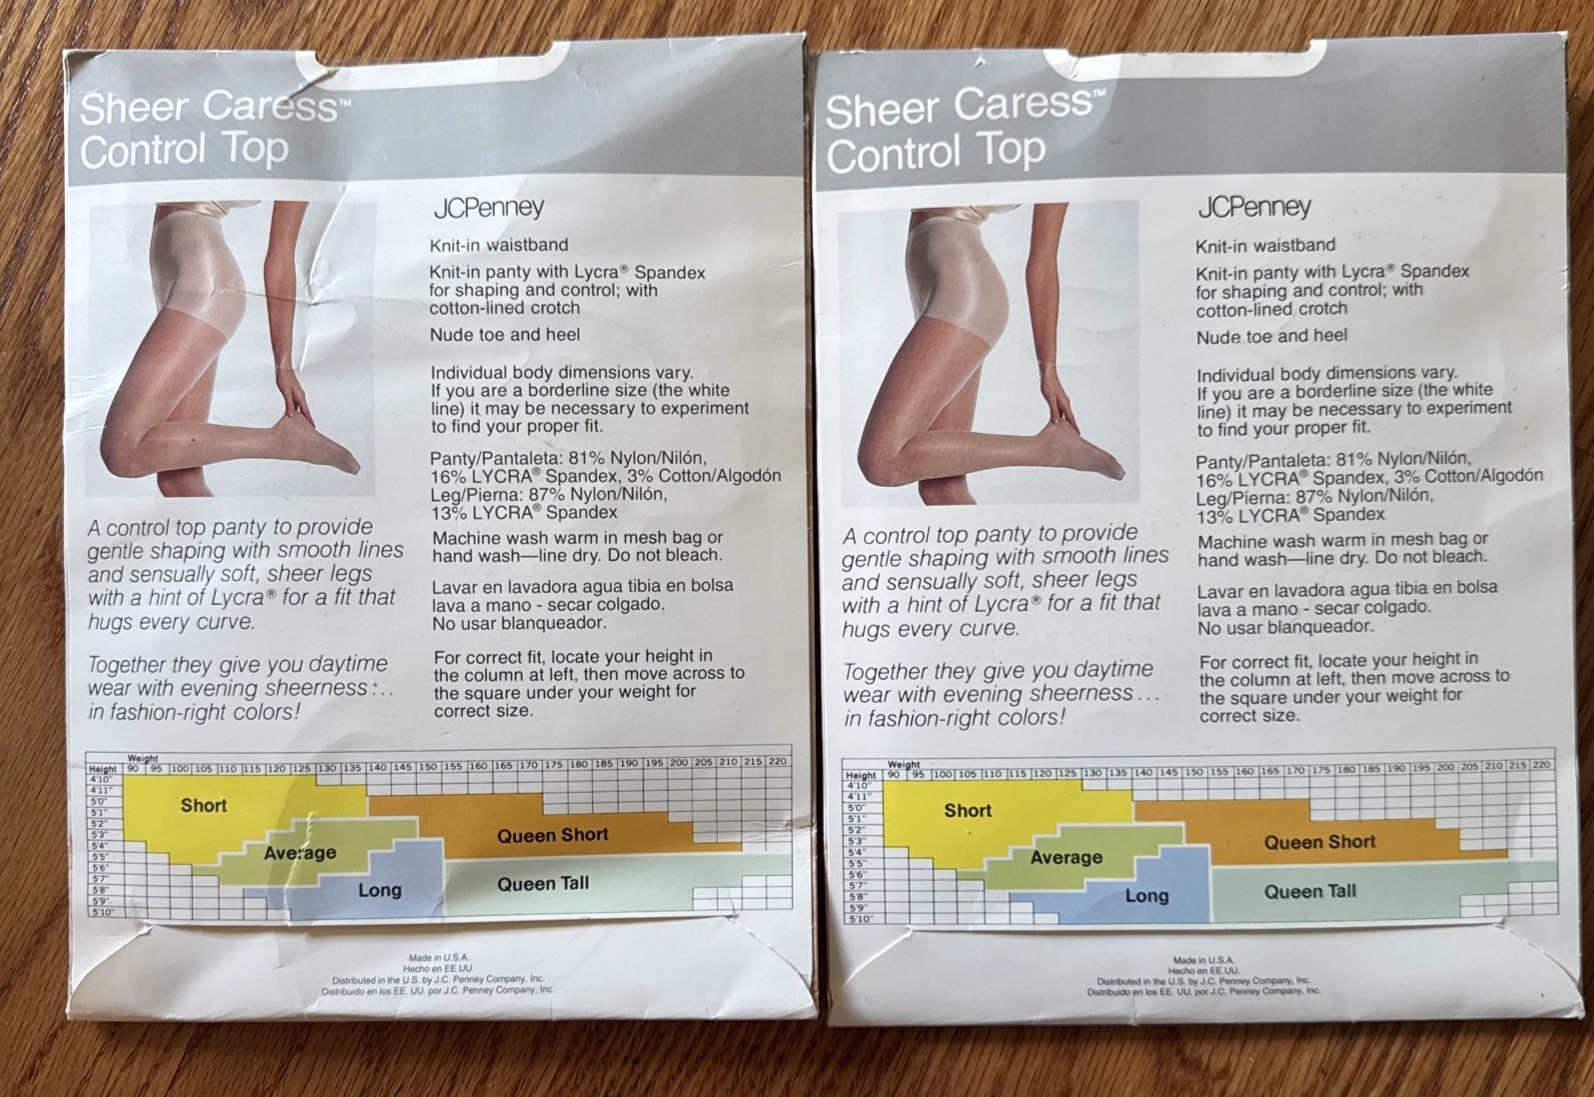 Sheer Caress™
Control Top
JCPenney
Knit-in waistband
Knit-in panty with Lycra® Spandex
for shaping and control; with
cotton-lined crotch
Nude toe and heel
Individual body dimensions vary.
If you are a borderline size (the white
line) it may be necessary to experiment
to find your proper fit.
Panty/Pantaleta: 81% Nylon/Nilón,
16% LYCRA® Spandex, 3% Cotton/Algodón
Leg/Pierna: 87% Nylon/Nilón,
13% LYCRA® Spandex
Machine wash warm in mesh bag or
hand wash—line dry. Do not bleach.
Lavar en lavadora agua tibia en bolsa
lava a mano - secar colgado.
No usar blanqueador.
For correct fit, locate your height in
the column at left, then move across to
the square under your weight for
correct size.
A control top panty to provide
gentle shaping with smooth lines
and sensually soft, sheer legs
with a hint of Lycra® for a fit that
hugs every curve.
Together they give you daytime
wear with evening sheerness...
in fashion-right colors!
Weight
Height 90 95 100 105 110 115 120 125 130 135 140 145 150 155 160 165 170 175 180 185 190 195 200 205 210 215 220
4'10"
4'11"
5'0"
5'1"
5'2"
5'3"
5'4"
5'5"
5'6"
5'7"
5'8"
5'9"
5'10"
Short
Average
Long
Queen Short
Queen Tall
Made in U.S.A.
Hecho en EE.UU.
Distributed in the U.S. by J.C. Penney Company, Inc.
Distribuido en los EE. UU. por J.C. Penney Company, Inc.
Sheer Caress™
Control Top
JCPenney
Knit-in waistband
Knit-in panty with Lycra® Spandex
for shaping and control; with
cotton-lined crotch
Nude toe and heel
Individual body dimensions vary.
If you are a borderline size (the white
line) it may be necessary to experiment
to find your proper fit.
Panty/Pantaleta: 81% Nylon/Nilón,
16% LYCRA® Spandex, 3% Cotton/Algodón
Leg/Pierna: 87% Nylon/Nilón,
13% LYCRA® Spandex
Machine wash warm in mesh bag or
hand wash—line dry. Do not bleach.
Lavar en lavadora agua tibia en bolsa
lava a mano - secar colgado.
No usar blanqueador.
For correct fit, locate your height in
the column at left, then move across to
the square under your weight for
correct size.
A control top panty to provide
gentle shaping with smooth lines
and sensually soft, sheer legs
with a hint of Lycra® for a fit that
hugs every curve.
Together they give you daytime
wear with evening sheerness...
in fashion-right colors!
Weight
Height 90 95 100 105 110 115 120 125 130 135 140 145 150 155 160 165 170 175 180 185 190 195 200 205 210 215 220
4'10"
4'11"
5'0"
5'1"
5'2"
5'3"
5'4"
5'5"
5'6"
5'7"
5'8"
5'9"
5'10"
Short
Average
Long
Queen Short
Queen Tall
Made in U.S.A.
Hecho en EE.UU.
Distributed in the U.S. by J.C. Penney Company, Inc.
Distribuido en los EE. UU. por J.C. Penney Company, Inc.